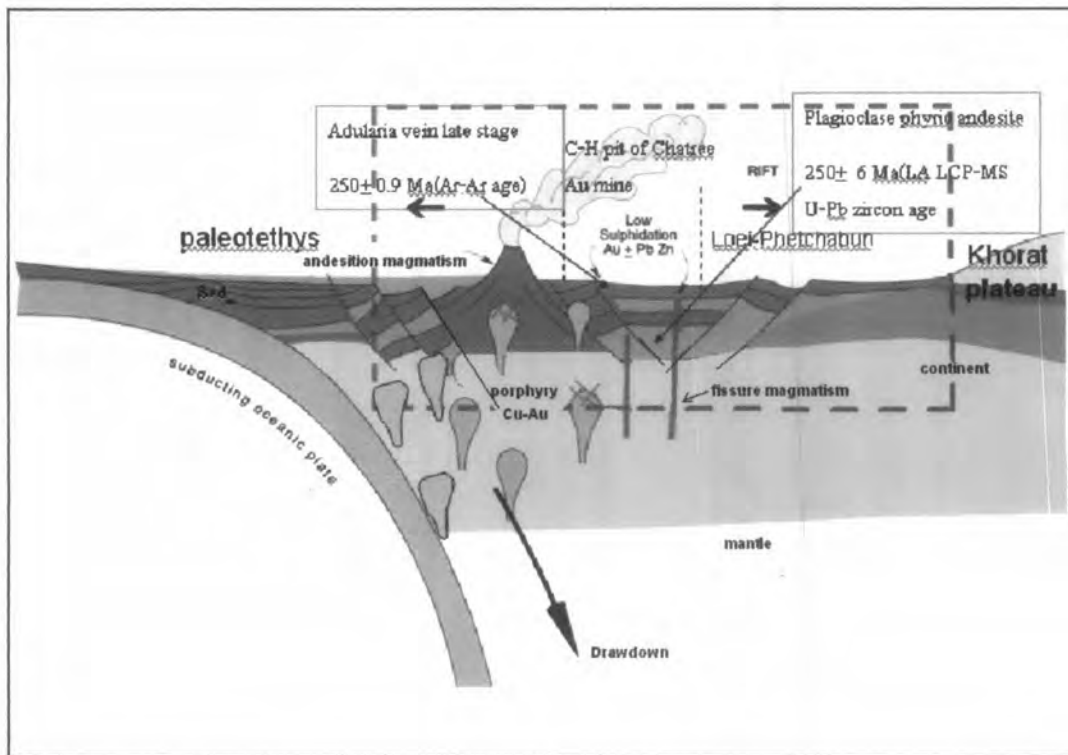 Adularia vein late stage
250± 0.9 Ma(Ar-Ar age)
C-H pit of Chatree
Au mine
Plagioclase phyric andesite
250± 6 Ma(LA LCP-MS
U-Pb zircon age
RIFT
Low
Sulphidation
Au ± Pb Zn
paleotethys
andesition magmatism
Loei-Phetchabun
Khorat
plateau
Sed
subducting oceanic plate
porphyry
Cu-Au
fissure magmatism
continent
mantle
Drawdown